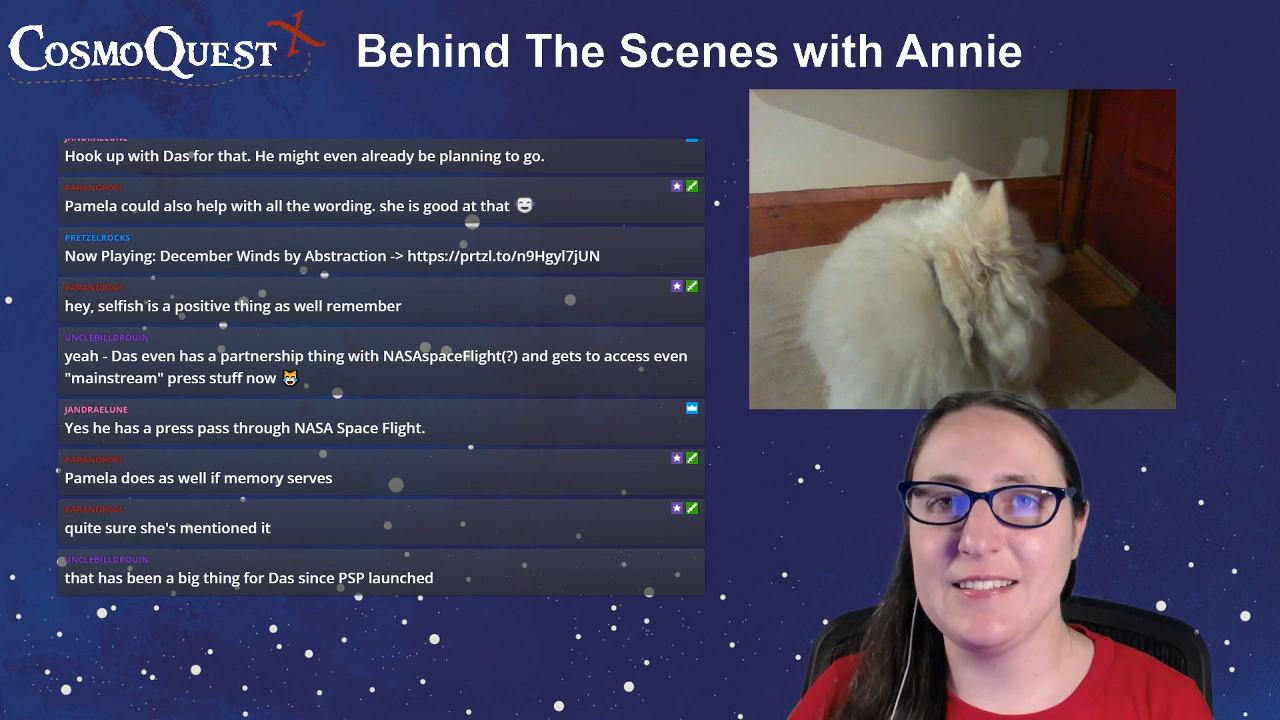 CosmoQuest X
Behind The Scenes with Annie
JANDRAELUNE
Hook up with Das for that. He might even already be planning to go.
PARANOR001
Pamela could also help with all the wording. she is good at that
PRETZELROCKS
Now Playing: December Winds by Abstraction -> https://prtzl.to/n9Hgyl7jUN
PARANOR001
hey, selfish is a positive thing as well remember
UNCLEBILLDROUIN
yeah - Das even has a partnership thing with NASAspaceFlight(?) and gets to access even
"mainstream" press stuff now
JANDRAELUNE
Yes he has a press pass through NASA Space Flight.
PARANOR001
Pamela does as well if memory serves
PARANOR001
quite sure she's mentioned it
UNCLEBILLDROUIN
that has been a big thing for Das since PSP launched